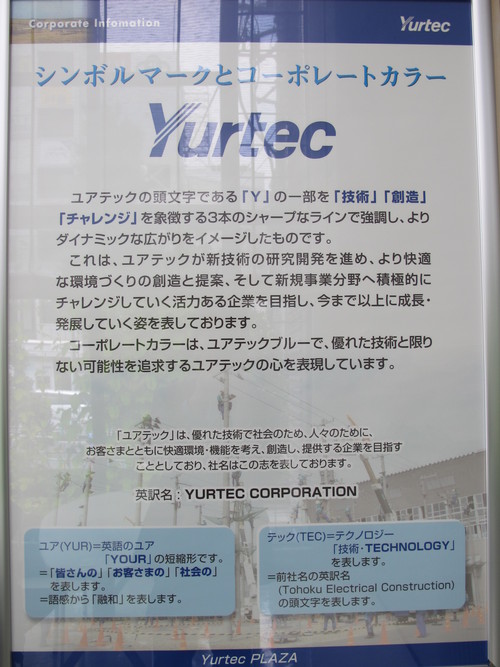 Corporate Infomation
Yurtec
シンボルマークとコーポレートカラー
Yurtec
ユアテックの頭文字である「Y」の一部を「技術」「創造」
「チャレンジ」を象徴する3本のシャープなラインで強調し、より
ダイナミックな広がりをイメージしたものです。
これは、ユアテックが新技術の研究開発を進め、より快適
な環境づくりの創造と提案、そして新規事業分野へ積極的に
チャレンジしていく活力ある企業を目指し、今まで以上に成長・
発展していく姿を表しております。
コーポレートカラーは、ユアテックブルーで、優れた技術と限り
ない可能性を追求するユアテックの心を表現しています。
「ユアテック」は、優れた技術で社会のため、人々のために、
お客さまとともに快適環境・機能を考え、創造し、提供する企業を目指す
こととしており、社名はこの志を表しております。
英訳名：YURTEC CORPORATION
ユア(YUR)=英語のユア
「YOUR」の短縮形です。
=「皆さんの」「お客さまの」「社会の」
を表します。
=語感から「融和」を表します。
テック(TEC)=テクノロジー
「技術・TECHNOLOGY」
を表します。
=前社名の英訳名
(Tohoku Electrical Construction)
の頭文字を表します。
Yurtec PLAZA